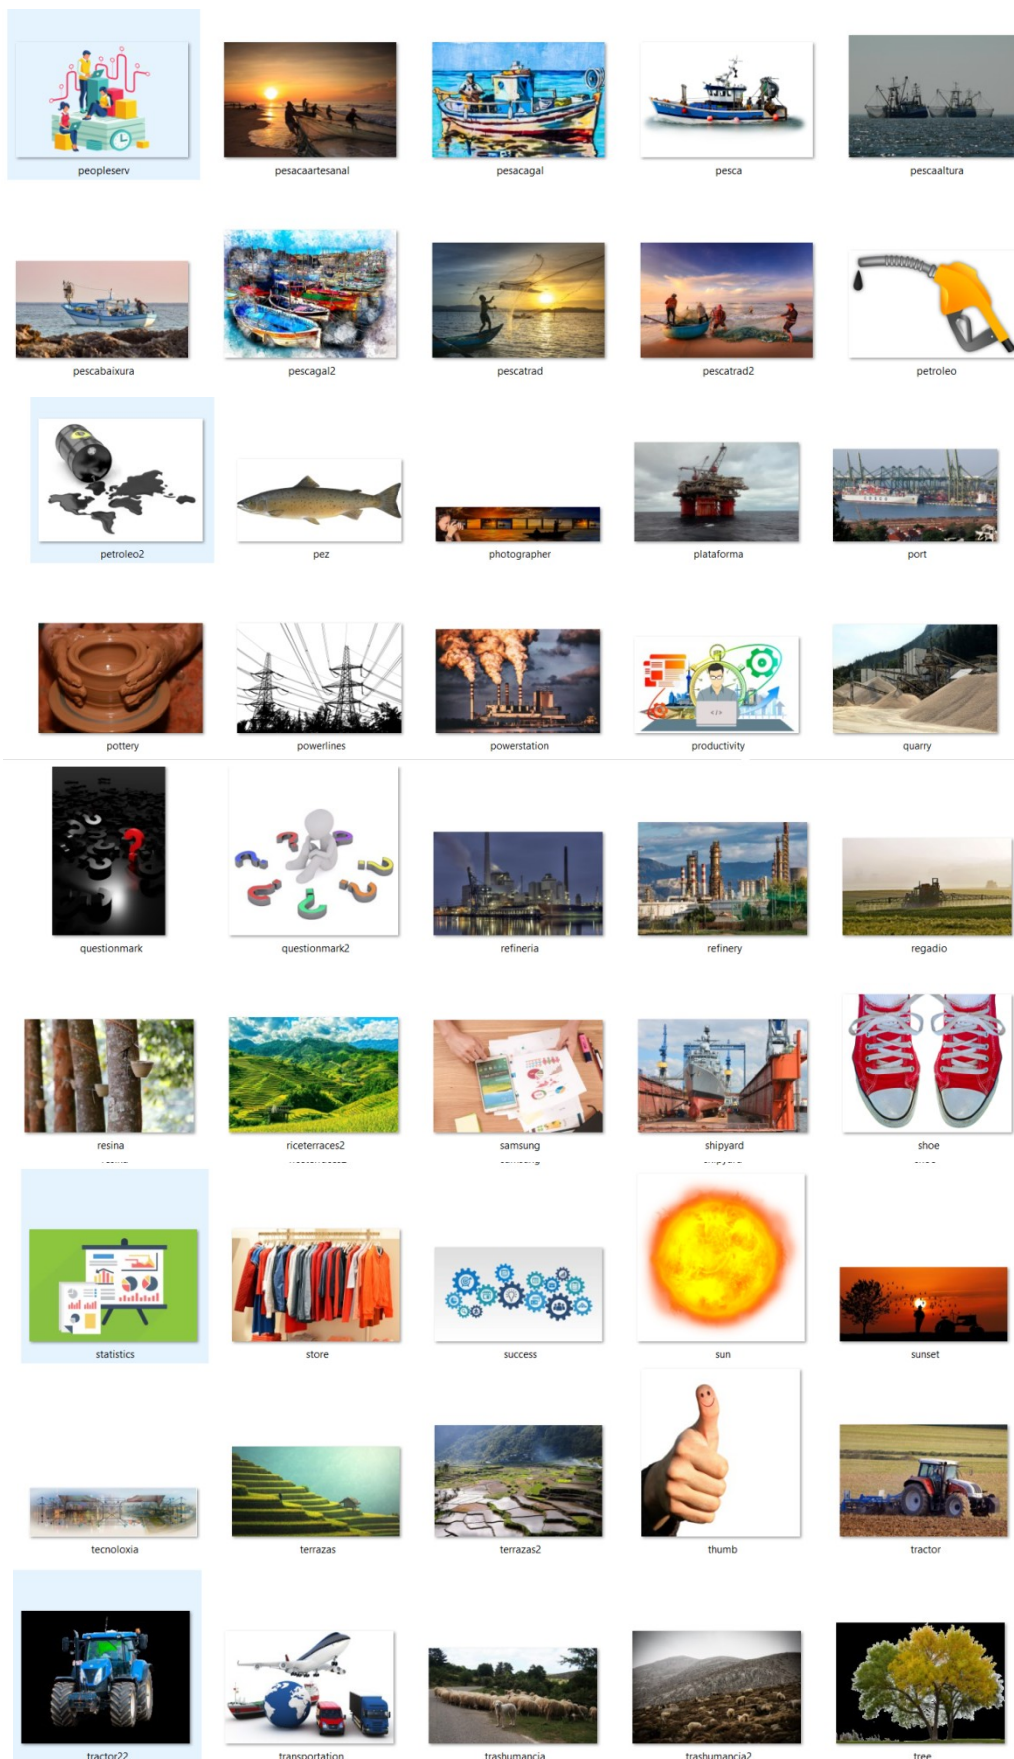 peopleserv pesacaartesanal pesacagal pesca pescaaltura
pescabaixura pescagal2 pescatrad pescatrad2 petroleo
petroleo2 pez photographer plataforma port
pottery powerlines powerstation productivity quarry
questionmark questionmark2 refineria refinery regadio
resina riceterraces2 samsung shipyard shoe
statistics store success sun sunset
tecnoloxia terrazas terrazas2 thumb tractor
tractor22 transportation trashumancia trashumancia2 tree